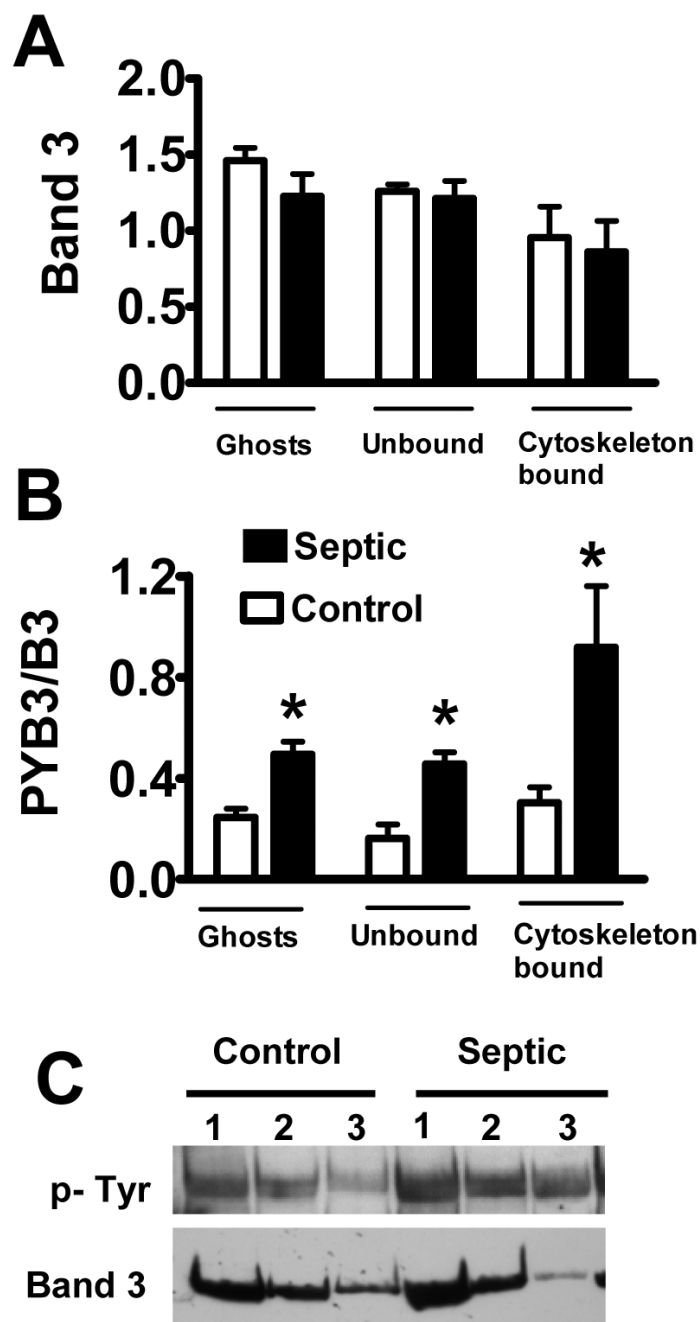 A
Band 3
2.0
1.5
1.0
0.5
0.0
Ghosts
Unbound
Cytoskeleton
bound
B
PYB3/B3
Septic
Control
1.2
0.8
0.4
0.0
*
*
*
Ghosts
Unbound
Cytoskeleton
bound
C
Control Septic
1 2 3 1 2 3
p- Tyr
Band 3